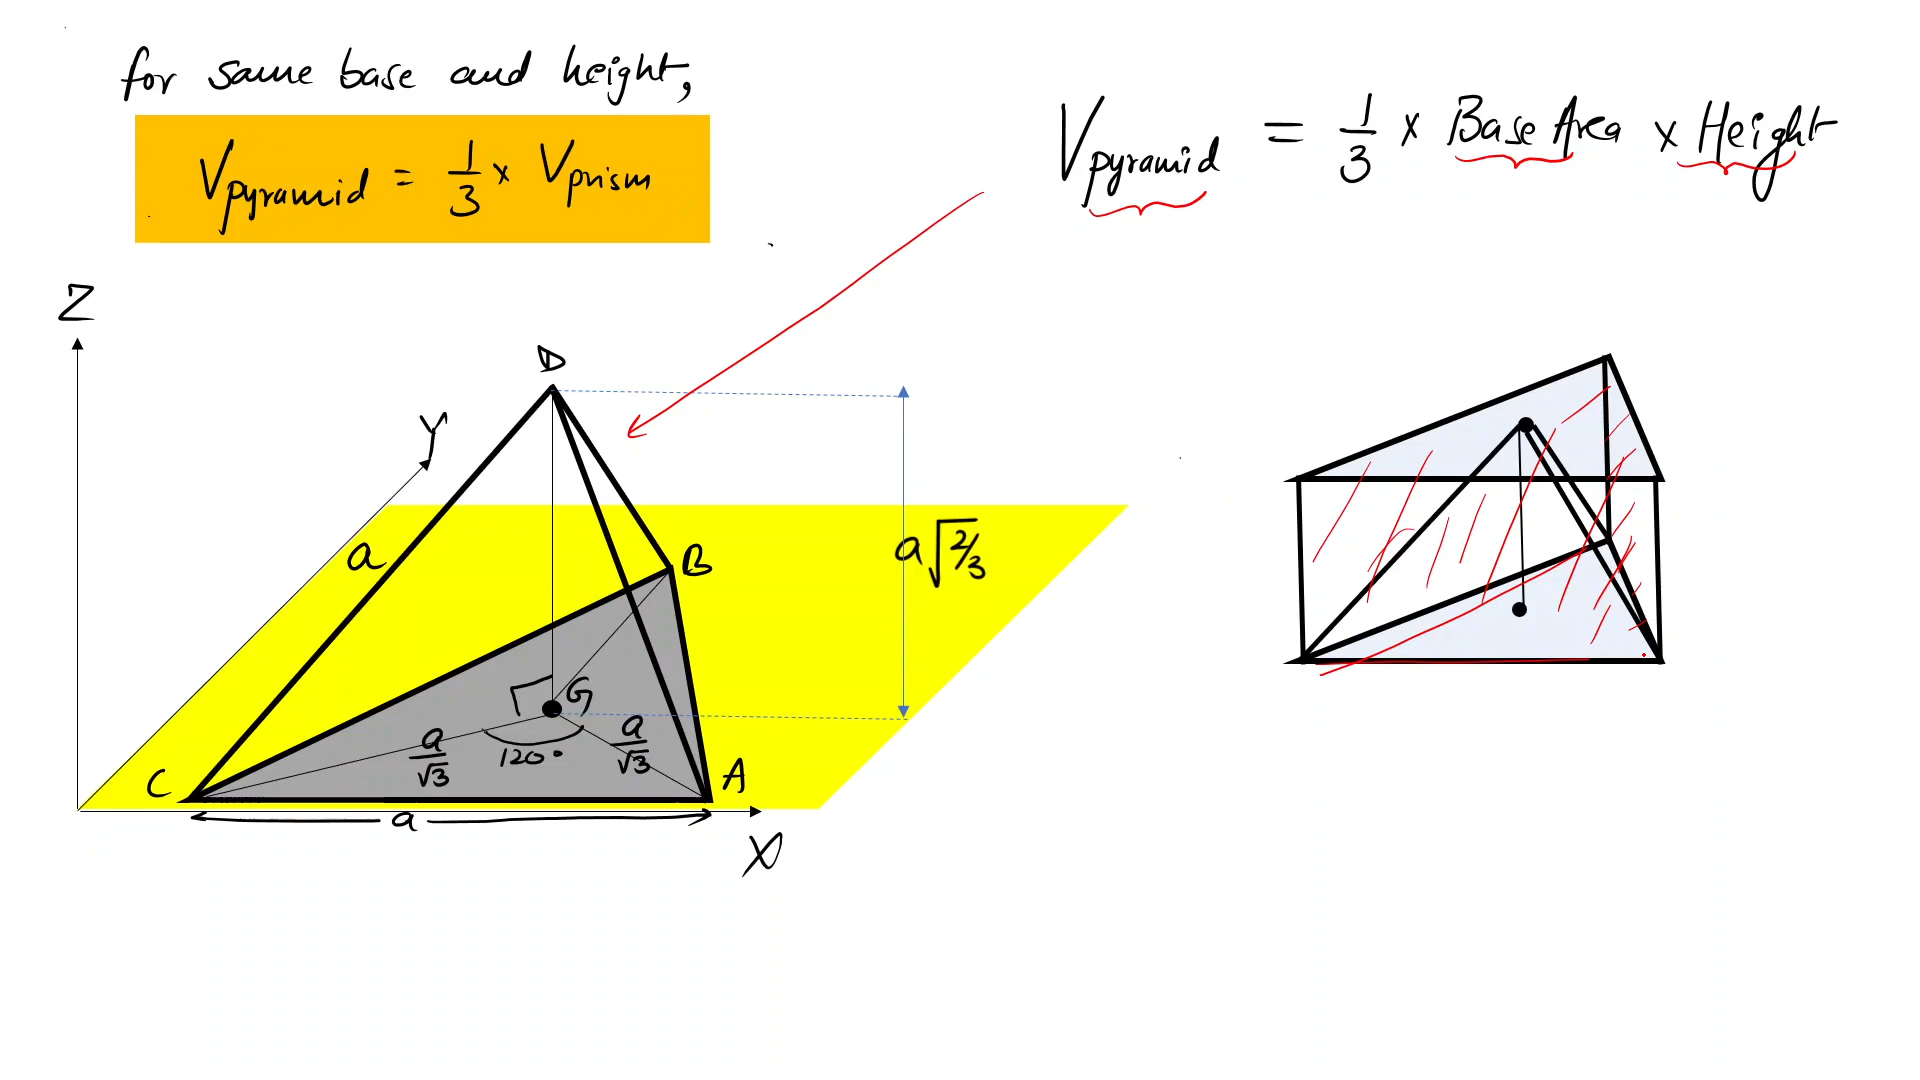 for same base and height,
Vpyramid = 1/3 × Vprism
Vpyramid = 1/3 × Base Area × Height
Z
D
Y
a
B
a√2/3
G
a/√3
120°
a/√3
C
A
a
X